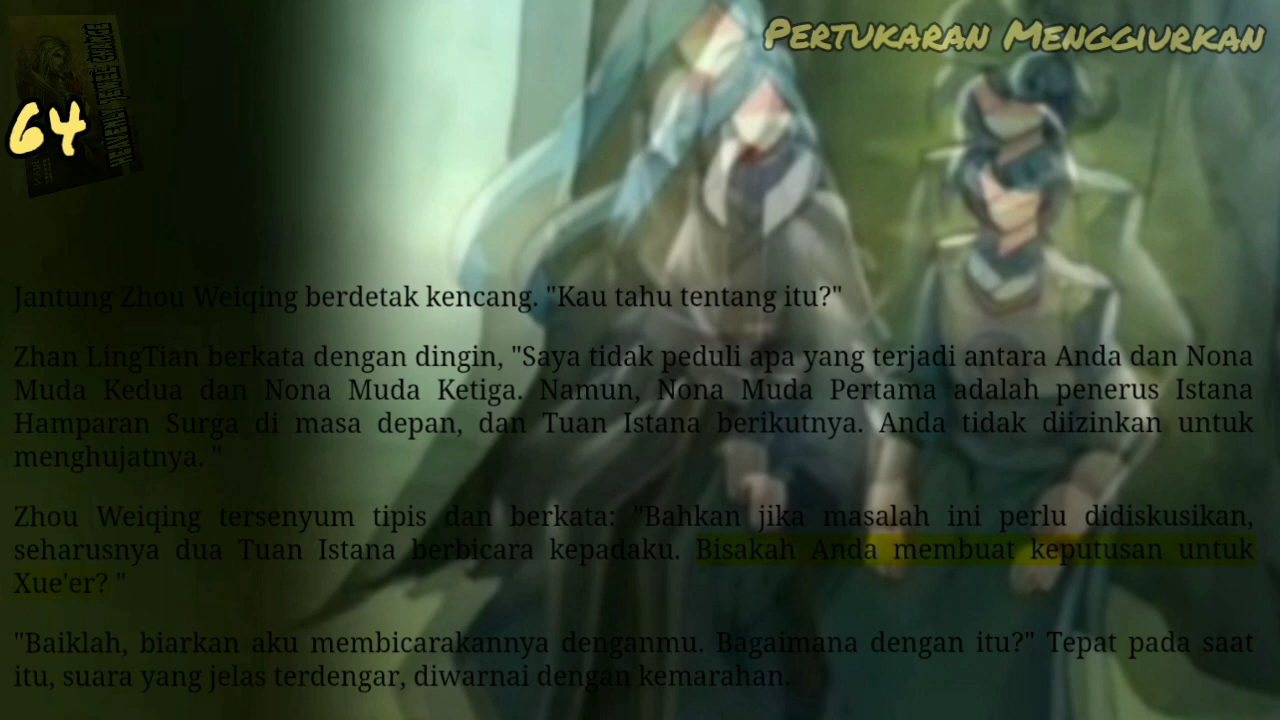 Pertukaran Menggiurkan
HEAVENLY JEWEL CHANGE
64
Jantung Zhou Weiqing berdetak kencang. "Kau tahu tentang itu?"
Zhan LingTian berkata dengan dingin, "Saya tidak peduli apa yang terjadi antara Anda dan Nona
Muda Kedua dan Nona Muda Ketiga. Namun, Nona Muda Pertama adalah penerus Istana
Hamparan Surga di masa depan, dan Tuan Istana berikutnya. Anda tidak diizinkan untuk
menghujatnya. "
Zhou Weiqing tersenyum tipis dan berkata: "Bahkan jika masalah ini perlu didiskusikan,
seharusnya dua Tuan Istana berbicara kepadaku. Bisakah Anda membuat keputusan untuk
Xue'er? "
"Baiklah, biarkan aku membicarakannya denganmu. Bagaimana dengan itu?" Tepat pada saat
itu, suara yang jelas terdengar, diwarnai dengan kemarahan.